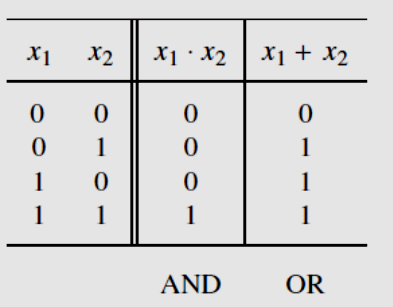 x₁ x₂ x₁ · x₂ x₁ + x₂
0 0 0 0
0 1 0 1
1 0 0 1
1 1 1 1
AND OR